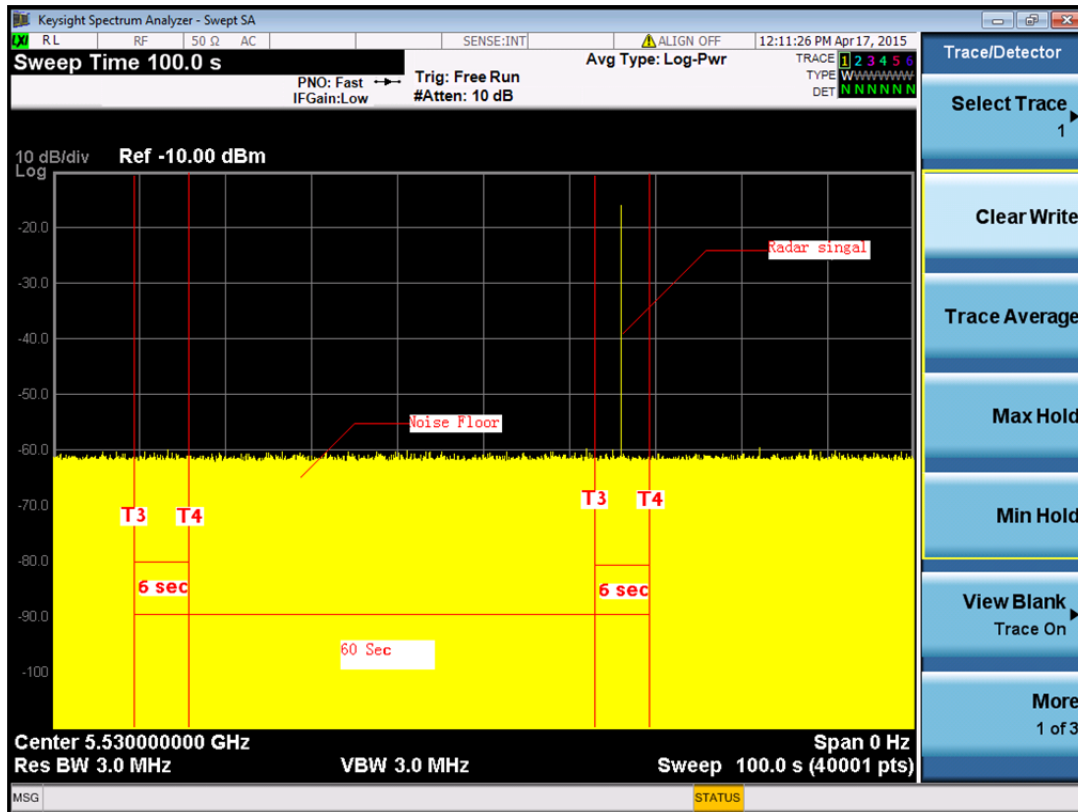 Keysight Spectrum Analyzer - Swept SA
LXI RL RF 50 Ω AC SENSE:INT ALIGN OFF 12:11:26 PM Apr 17, 2015
Sweep Time 100.0 s
PNO: Fast
IFGain:Low
Trig: Free Run
#Atten: 10 dB
Avg Type: Log-Pwr
TRACE 1 2 3 4 5 6
TYPE WWWWWW
DET N N N N N N
10 dB/div
Log
Ref -10.00 dBm
-20.0
-30.0
-40.0
-50.0
-60.0
-70.0
-80.0
-90.0
-100
Radar singal
Noise Floor
T3 T4
T3 T4
6 sec
6 sec
60 Sec
Center 5.530000000 GHz
Span 0 Hz
Res BW 3.0 MHz
VBW 3.0 MHz
Sweep 100.0 s (40001 pts)
MSG
STATUS
Trace/Detector
Select Trace
1
Clear Write
Trace Average
Max Hold
Min Hold
View Blank
Trace On
More
1 of 3